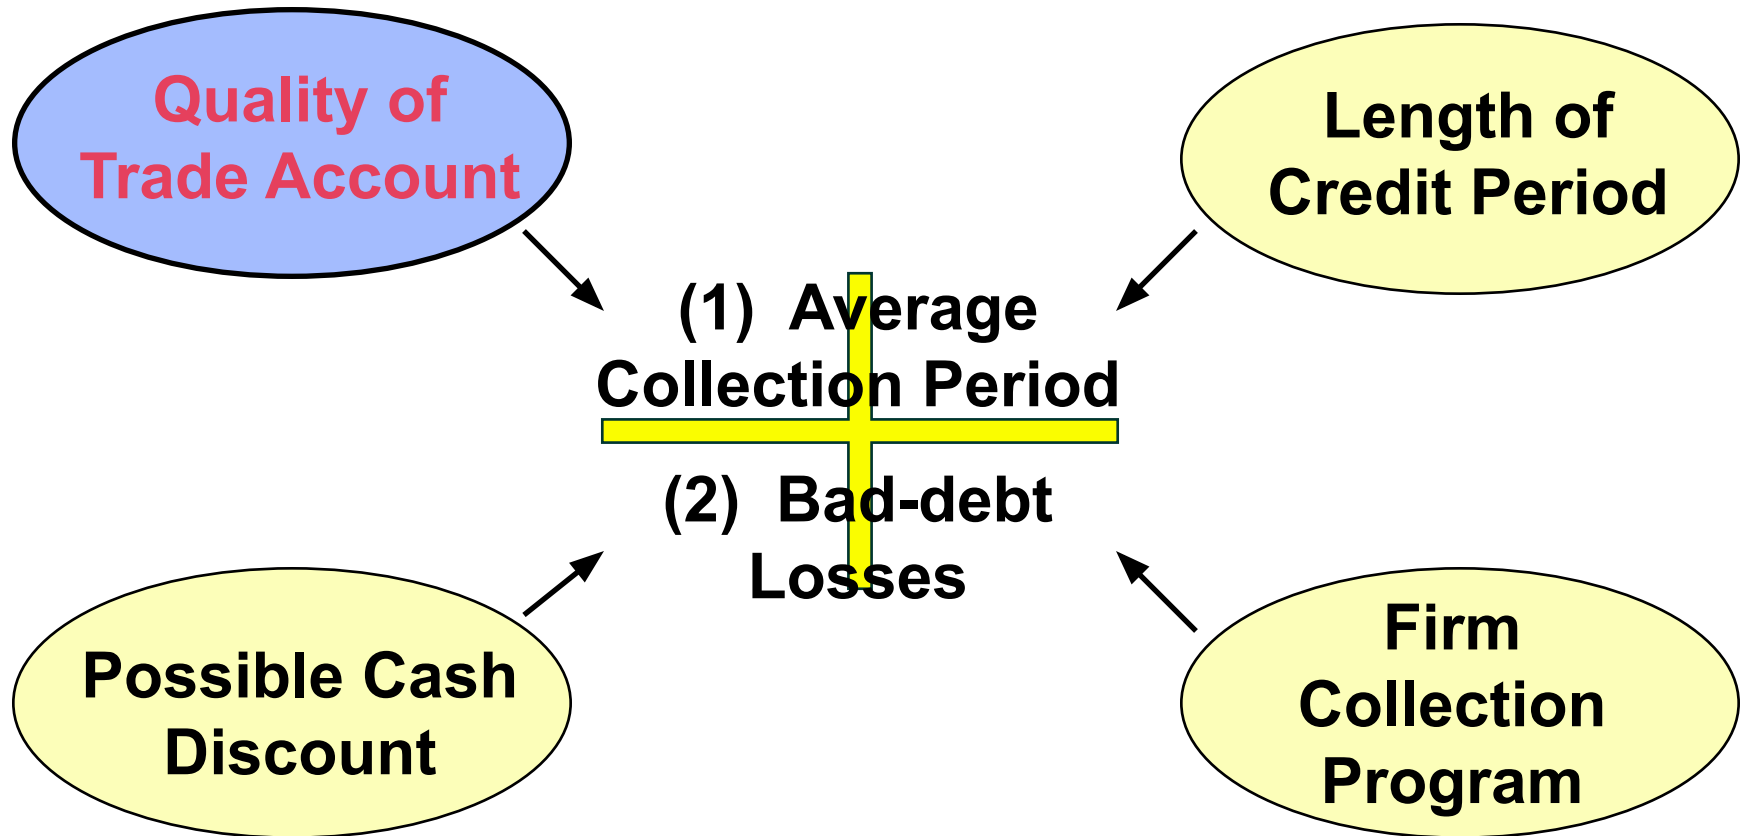 Quality of
Trade Account
Length of
Credit Period
(1) Average
Collection Period
(2) Bad-debt
Losses
Possible Cash
Discount
Firm
Collection
Program